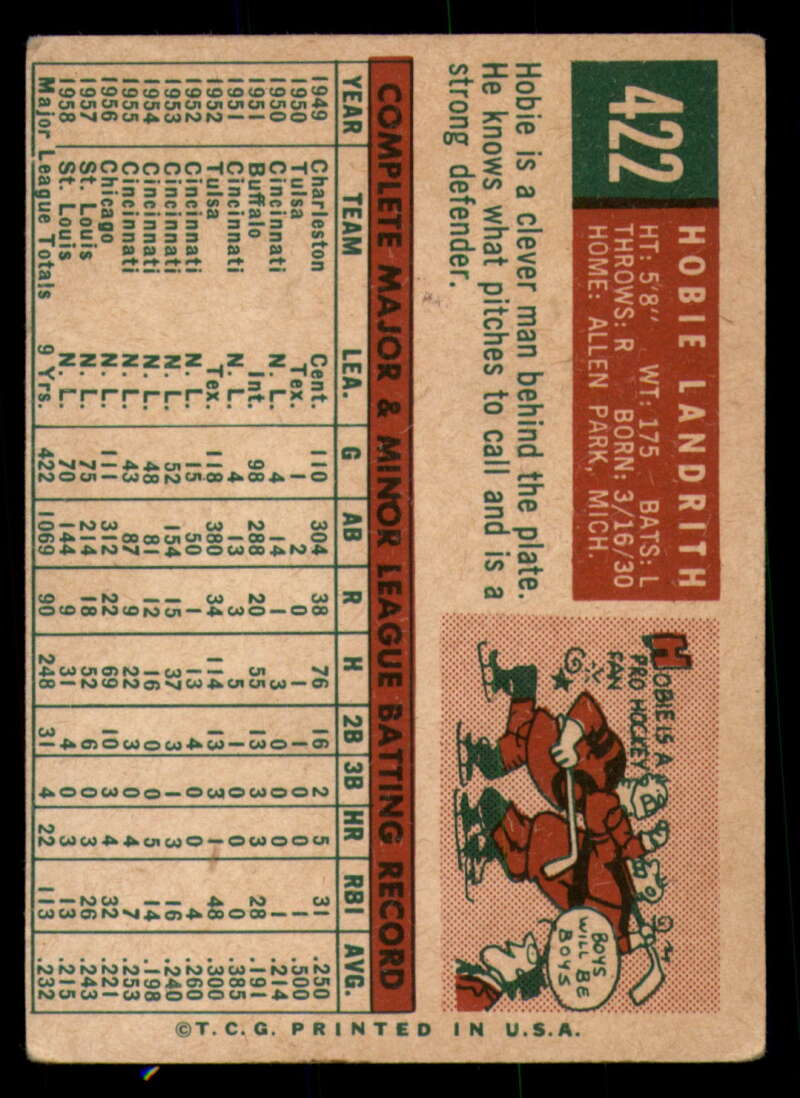 422
HOBIE LANDRITH
HT: 5'8" WT: 175 BATS: L
THROWS: R BORN: 3/16/30
HOME: ALLEN PARK, MICH.
Hobie is a clever man behind the plate.
He knows what pitches to call and is a
strong defender.
HOBIE IS A
PRO HOCKEY
FAN
BOYS
WILL BE
BOYS
COMPLETE MAJOR & MINOR LEAGUE BATTING RECORD
YEAR TEAM LEA. G AB R H 2B 3B HR RBI AVG.
1949 Charleston Cent. 110 304 38 76 16 2 5 31 .250
1950 Tulsa Tex. 1 2 0 1 1 0 0 1 .500
1950 Cincinnati N. L. 4 14 1 3 0 0 0 1 .214
1951 Buffalo Int. 98 288 20 55 13 3 3 28 .191
1951 Cincinnati N. L. 4 13 3 5 1 0 0 0 .385
1952 Tulsa Tex. 118 380 34 114 13 3 1 48 .300
1952 Cincinnati N. L. 15 50 1 13 4 0 0 4 .260
1953 Cincinnati N. L. 52 154 15 37 3 1 3 16 .240
1954 Cincinnati N. L. 48 81 12 16 0 0 5 14 .198
1955 Cincinnati N. L. 43 87 9 22 3 0 4 7 .253
1956 Chicago N. L. 111 312 22 69 10 3 4 32 .221
1957 St. Louis N. L. 75 214 18 52 6 0 3 26 .243
1958 St. Louis N. L. 70 144 9 31 4 0 3 13 .215
Major League Totals 9 Yrs. 422 1069 90 248 31 4 22 113 .232
©T.C.G. PRINTED IN U.S.A.